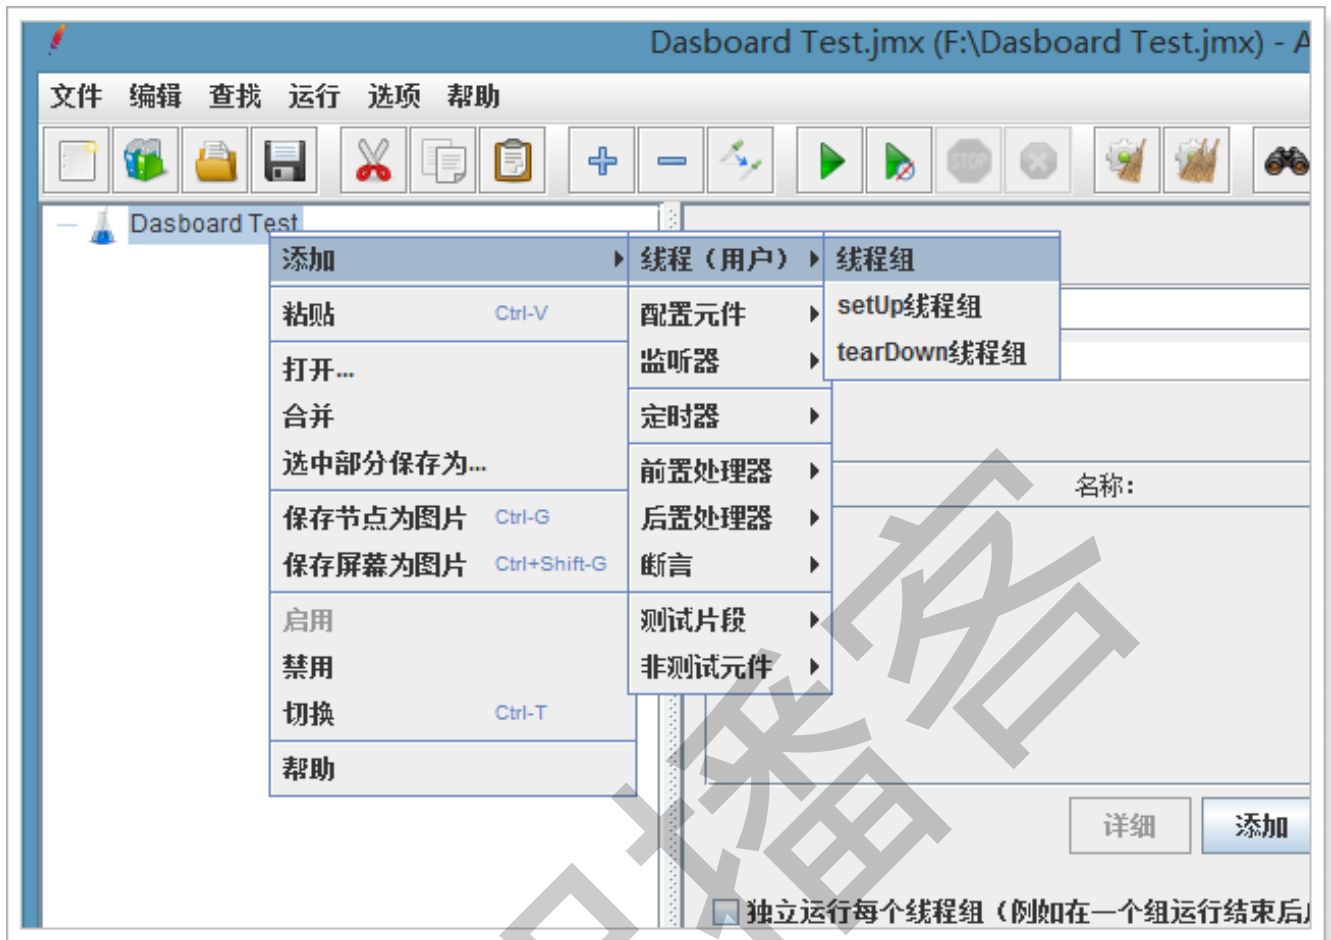 Dasboard Test.jmx (F:\Dasboard Test.jmx) - A
文件 编辑 查找 运行 选项 帮助
STOP
Dasboard Test
添加
粘贴 Ctrl-V
打开...
合并
选中部分保存为...
保存节点为图片 Ctrl-G
保存屏幕为图片 Ctrl+Shift-G
启用
禁用
切换 Ctrl-T
帮助
线程（用户）
配置元件
监听器
定时器
前置处理器
后置处理器
断言
测试片段
非测试元件
线程组
setUp线程组
tearDown线程组
名称：
详细 添加
独立运行每个线程组（例如在一个组运行结束后
播客